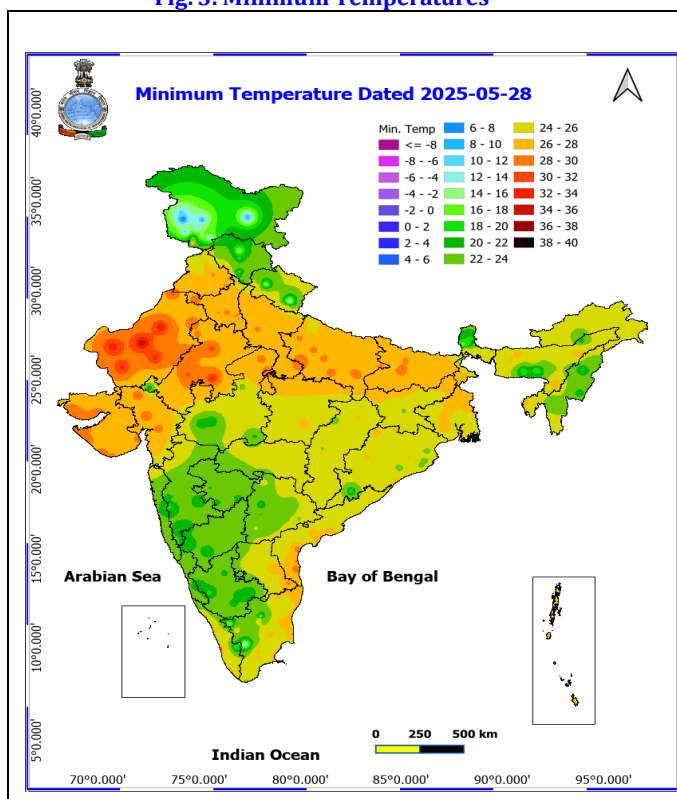 Fig. 3. Minimum Temperatures
Minimum Temperature Dated 2025-05-28
Min. Temp
<= -8
-8 - -6
-6 - -4
-4 - -2
-2 - 0
0 - 2
2 - 4
4 - 6
6 - 8
8 - 10
10 - 12
12 - 14
14 - 16
16 - 18
18 - 20
20 - 22
22 - 24
24 - 26
26 - 28
28 - 30
30 - 32
32 - 34
34 - 36
36 - 38
38 - 40
40°0.000'
35°0.000'
30°0.000'
25°0.000'
20°0.000'
15°0.000'
10°0.000'
5°0.000'
Arabian Sea
Bay of Bengal
Indian Ocean
0 250 500 km
70°0.000' 75°0.000' 80°0.000' 85°0.000' 90°0.000' 95°0.000'